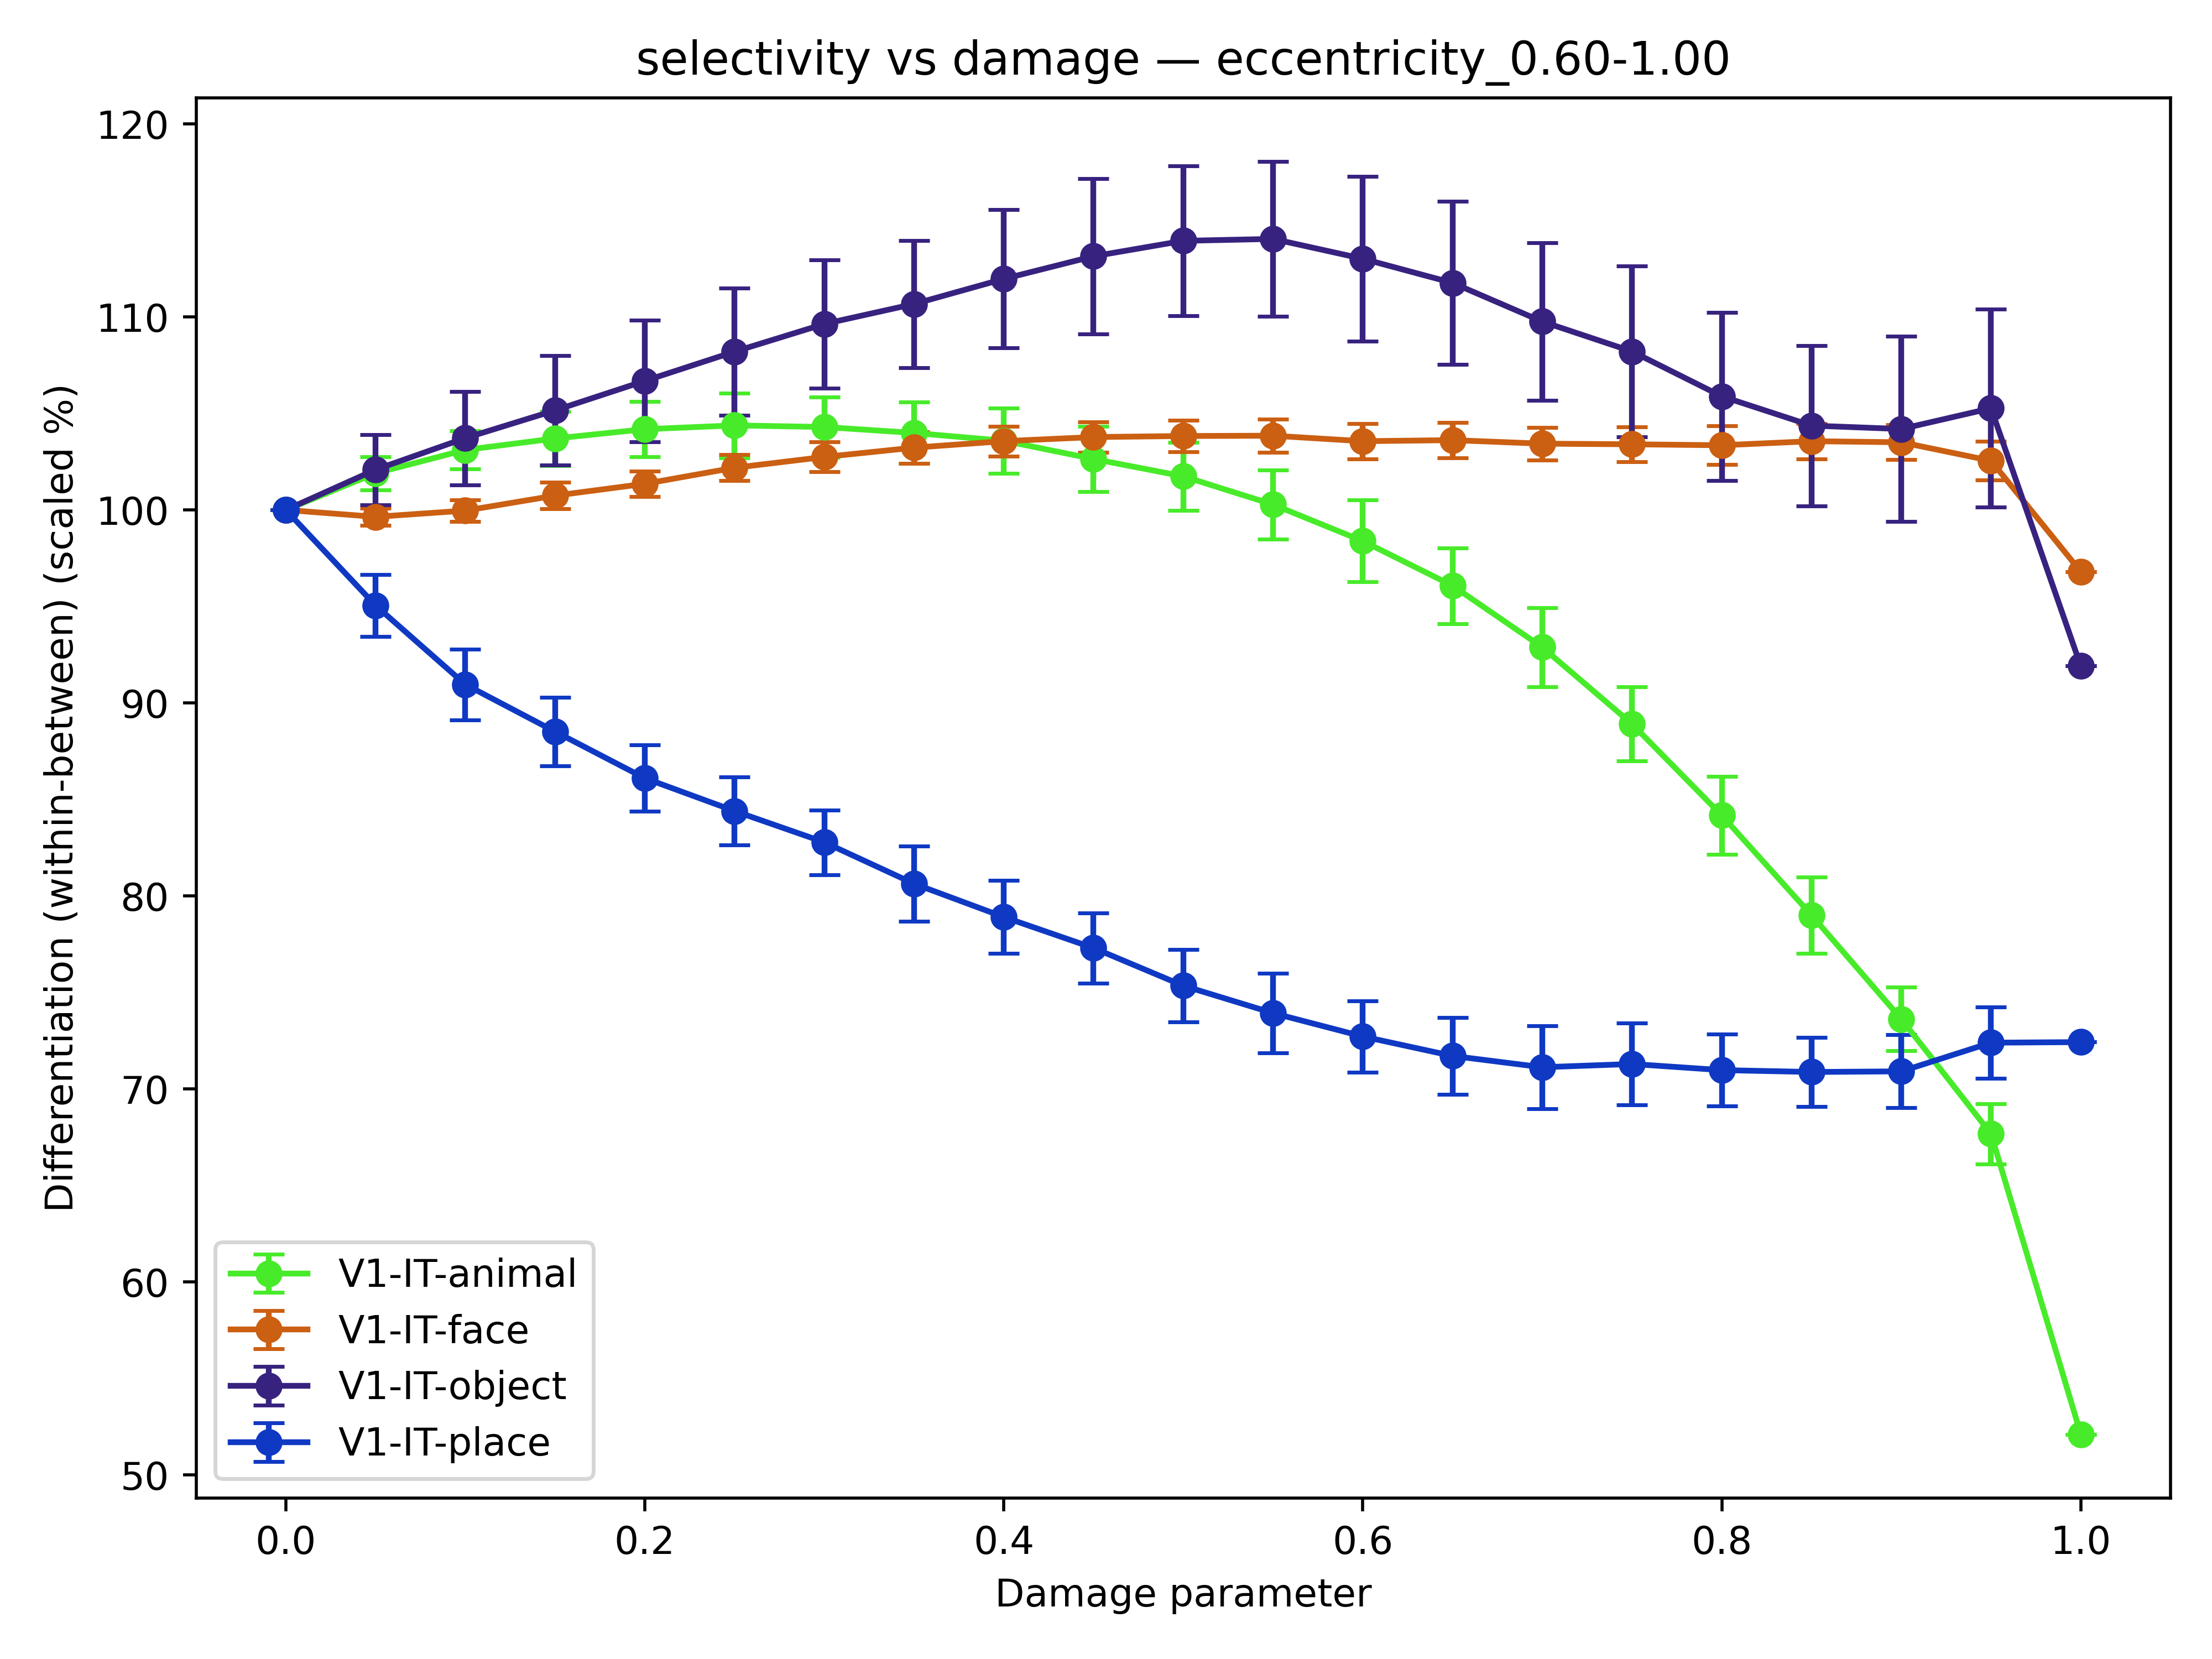 selectivity vs damage — eccentricity_0.60-1.00
120
110
100
90
80
70
60
50
Differentiation (within-between) (scaled %)
V1-IT-animal
V1-IT-face
V1-IT-object
V1-IT-place
0.0 0.2 0.4 0.6 0.8 1.0
Damage parameter